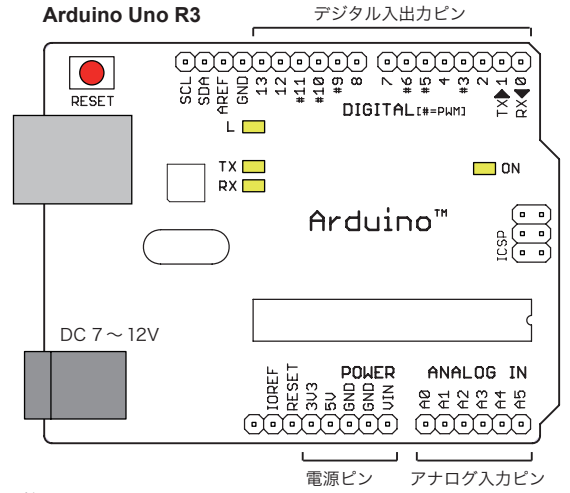 Arduino Uno R3
デジタル入出力ピン
RESET
SCL
SDA
AREF
GND
13
12
#11
#10
#9
8
7
#6
#5
4
#3
2
TX▲1
RX▼0
DIGITAL[#=PWM]
L
TX
RX
ON
Arduino™
ICSP
DC 7～12V
POWER
ANALOG IN
IOREF
RESET
3V3
5V
GND
GND
VIN
A0
A1
A2
A3
A4
A5
電源ピン
アナログ入力ピン